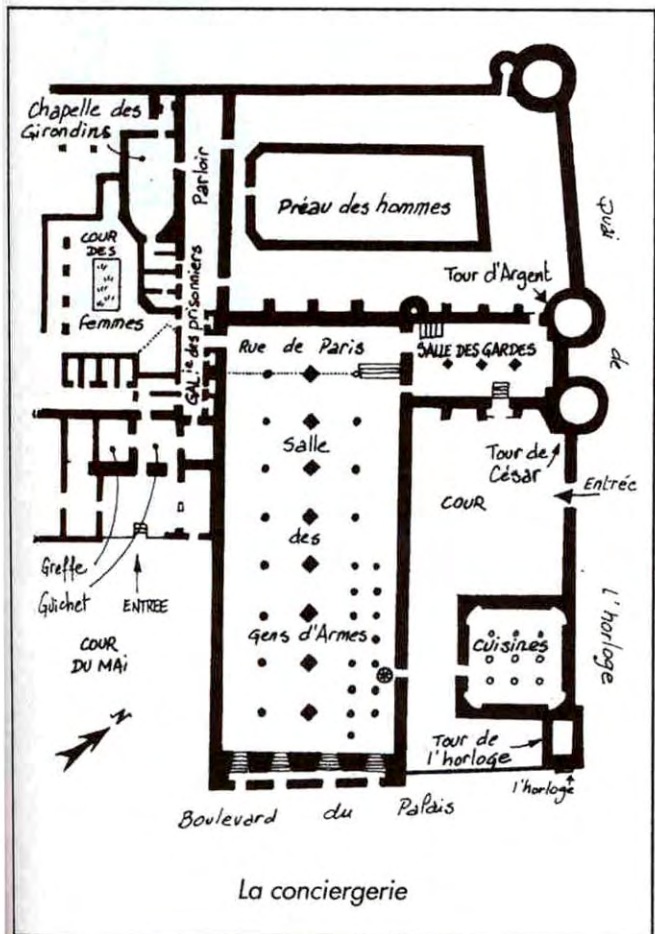 Chapelle des
Girondins
Parloir
Préau des hommes
Quai
de
l'horloge
COUR
DES
femmes
GAL.ie des prisonniers
Tour d'Argent
Rue de Paris
SALLE DES GARDES
Salle
des
Gens d'Armes
Tour de
César
Entrée
COUR
Greffe
Guichet
ENTREE
COUR
DU MAI
CUISINES
Tour de
l'horloge
l'horloge
N
Boulevard du Palais
La conciergerie